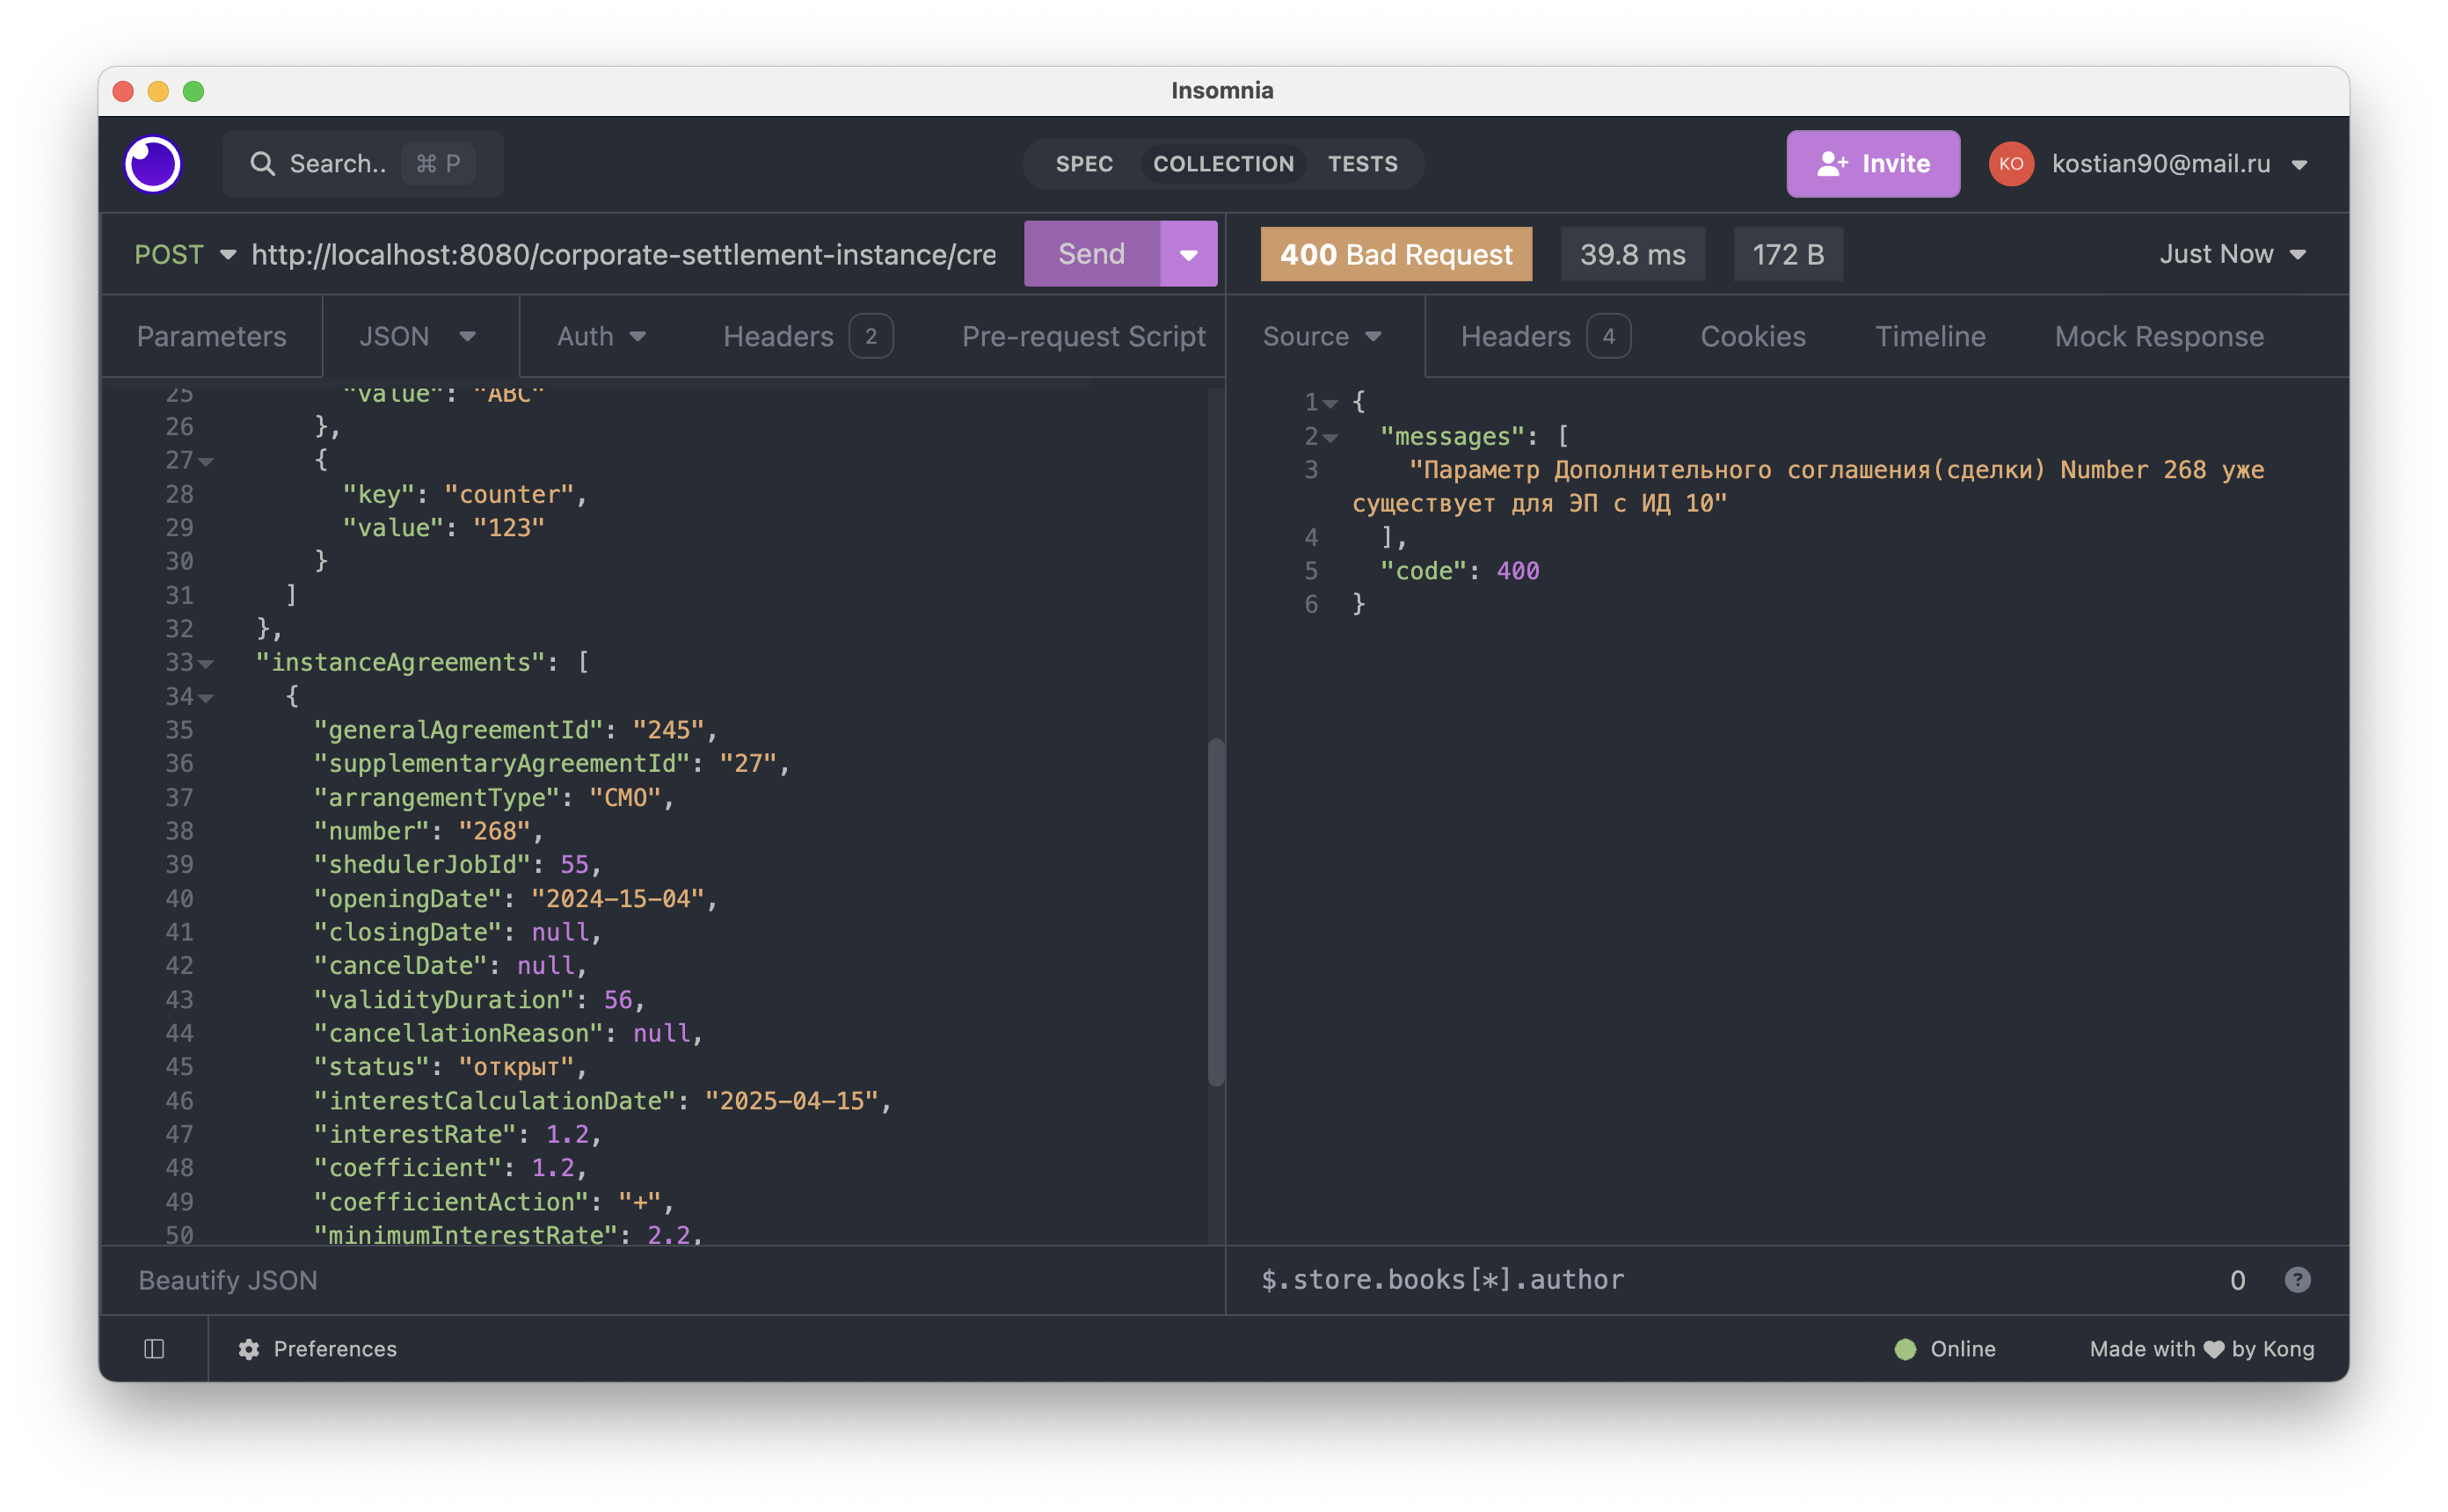 Insomnia
Search.. ⌘ P
SPEC COLLECTION TESTS
Invite
KO kostian90@mail.ru
POST http://localhost:8080/corporate-settlement-instance/cre
Send
400 Bad Request 39.8 ms 172 B
Just Now
Parameters JSON Auth Headers 2 Pre-request Script
Source Headers 4 Cookies Timeline Mock Response
25 "value": "ABC"
26 },
27 {
28 "key": "counter",
29 "value": "123"
30 }
31 ]
32 },
33 "instanceAgreements": [
34 {
35 "generalAgreementId": "245",
36 "supplementaryAgreementId": "27",
37 "arrangementType": "CMO",
38 "number": "268",
39 "shedulerJobId": 55,
40 "openingDate": "2024-15-04",
41 "closingDate": null,
42 "cancelDate": null,
43 "validityDuration": 56,
44 "cancellationReason": null,
45 "status": "открыт",
46 "interestCalculationDate": "2025-04-15",
47 "interestRate": 1.2,
48 "coefficient": 1.2,
49 "coefficientAction": "+",
50 "minimumInterestRate": 2.2,
1 {
2 "messages": [
3 "Параметр Дополнительного соглашения(сделки) Number 268 уже
существует для ЭП с ИД 10"
4 ],
5 "code": 400
6 }
Beautify JSON
$.store.books[*].author 0 ?
Preferences
Online
Made with ♥ by Kong